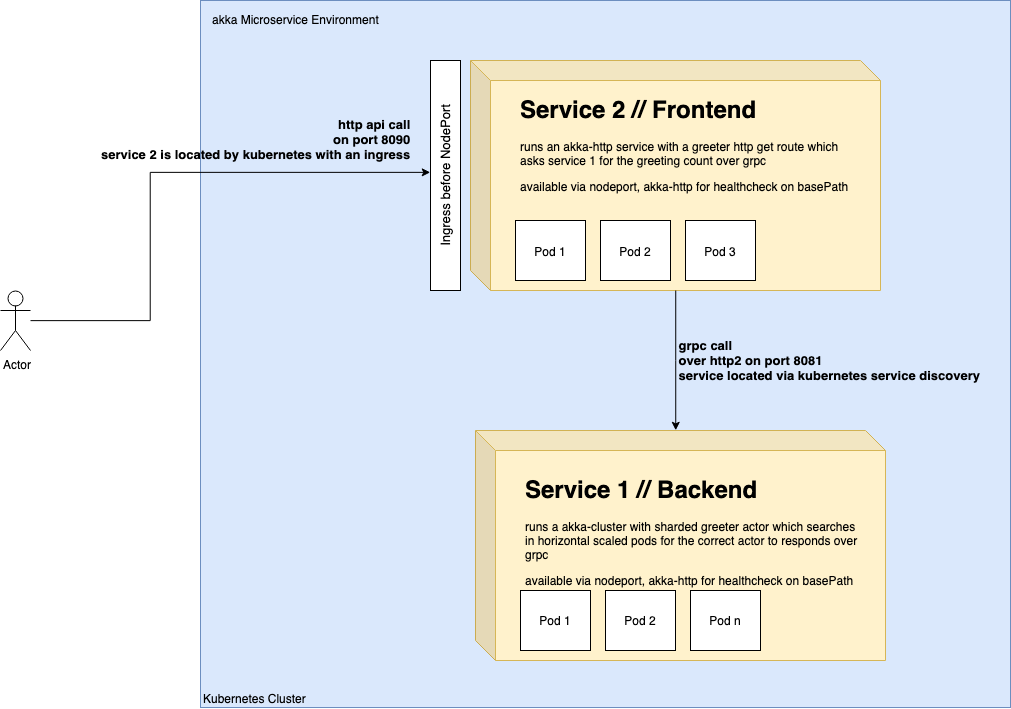 akka Microservice Environment
http api call
on port 8090
service 2 is located by kubernetes with an ingress
Ingress before NodePort
Service 2 // Frontend
runs an akka-http service with a greeter http get route which
asks service 1 for the greeting count over grpc
available via nodeport, akka-http for healthcheck on basePath
Pod 1
Pod 2
Pod 3
Actor
grpc call
over http2 on port 8081
service located via kubernetes service discovery
Service 1 // Backend
runs a akka-cluster with sharded greeter actor which searches
in horizontal scaled pods for the correct actor to responds over
grpc
available via nodeport, akka-http for healthcheck on basePath
Pod 1
Pod 2
Pod n
Kubernetes Cluster